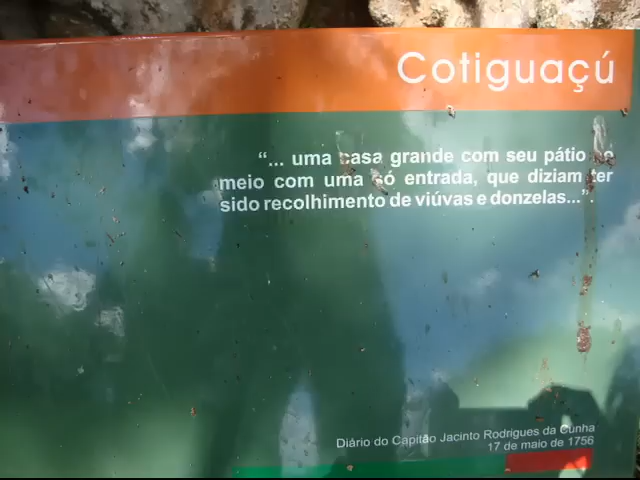 Cotiguaçú
“... uma casa grande com seu pátio
meio com uma só entrada, que diziam ter
sido recolhimento de viúvas e donzelas...”.
Diário do Capitão Jacinto Rodrigues da Cunha
17 de maio de 1756